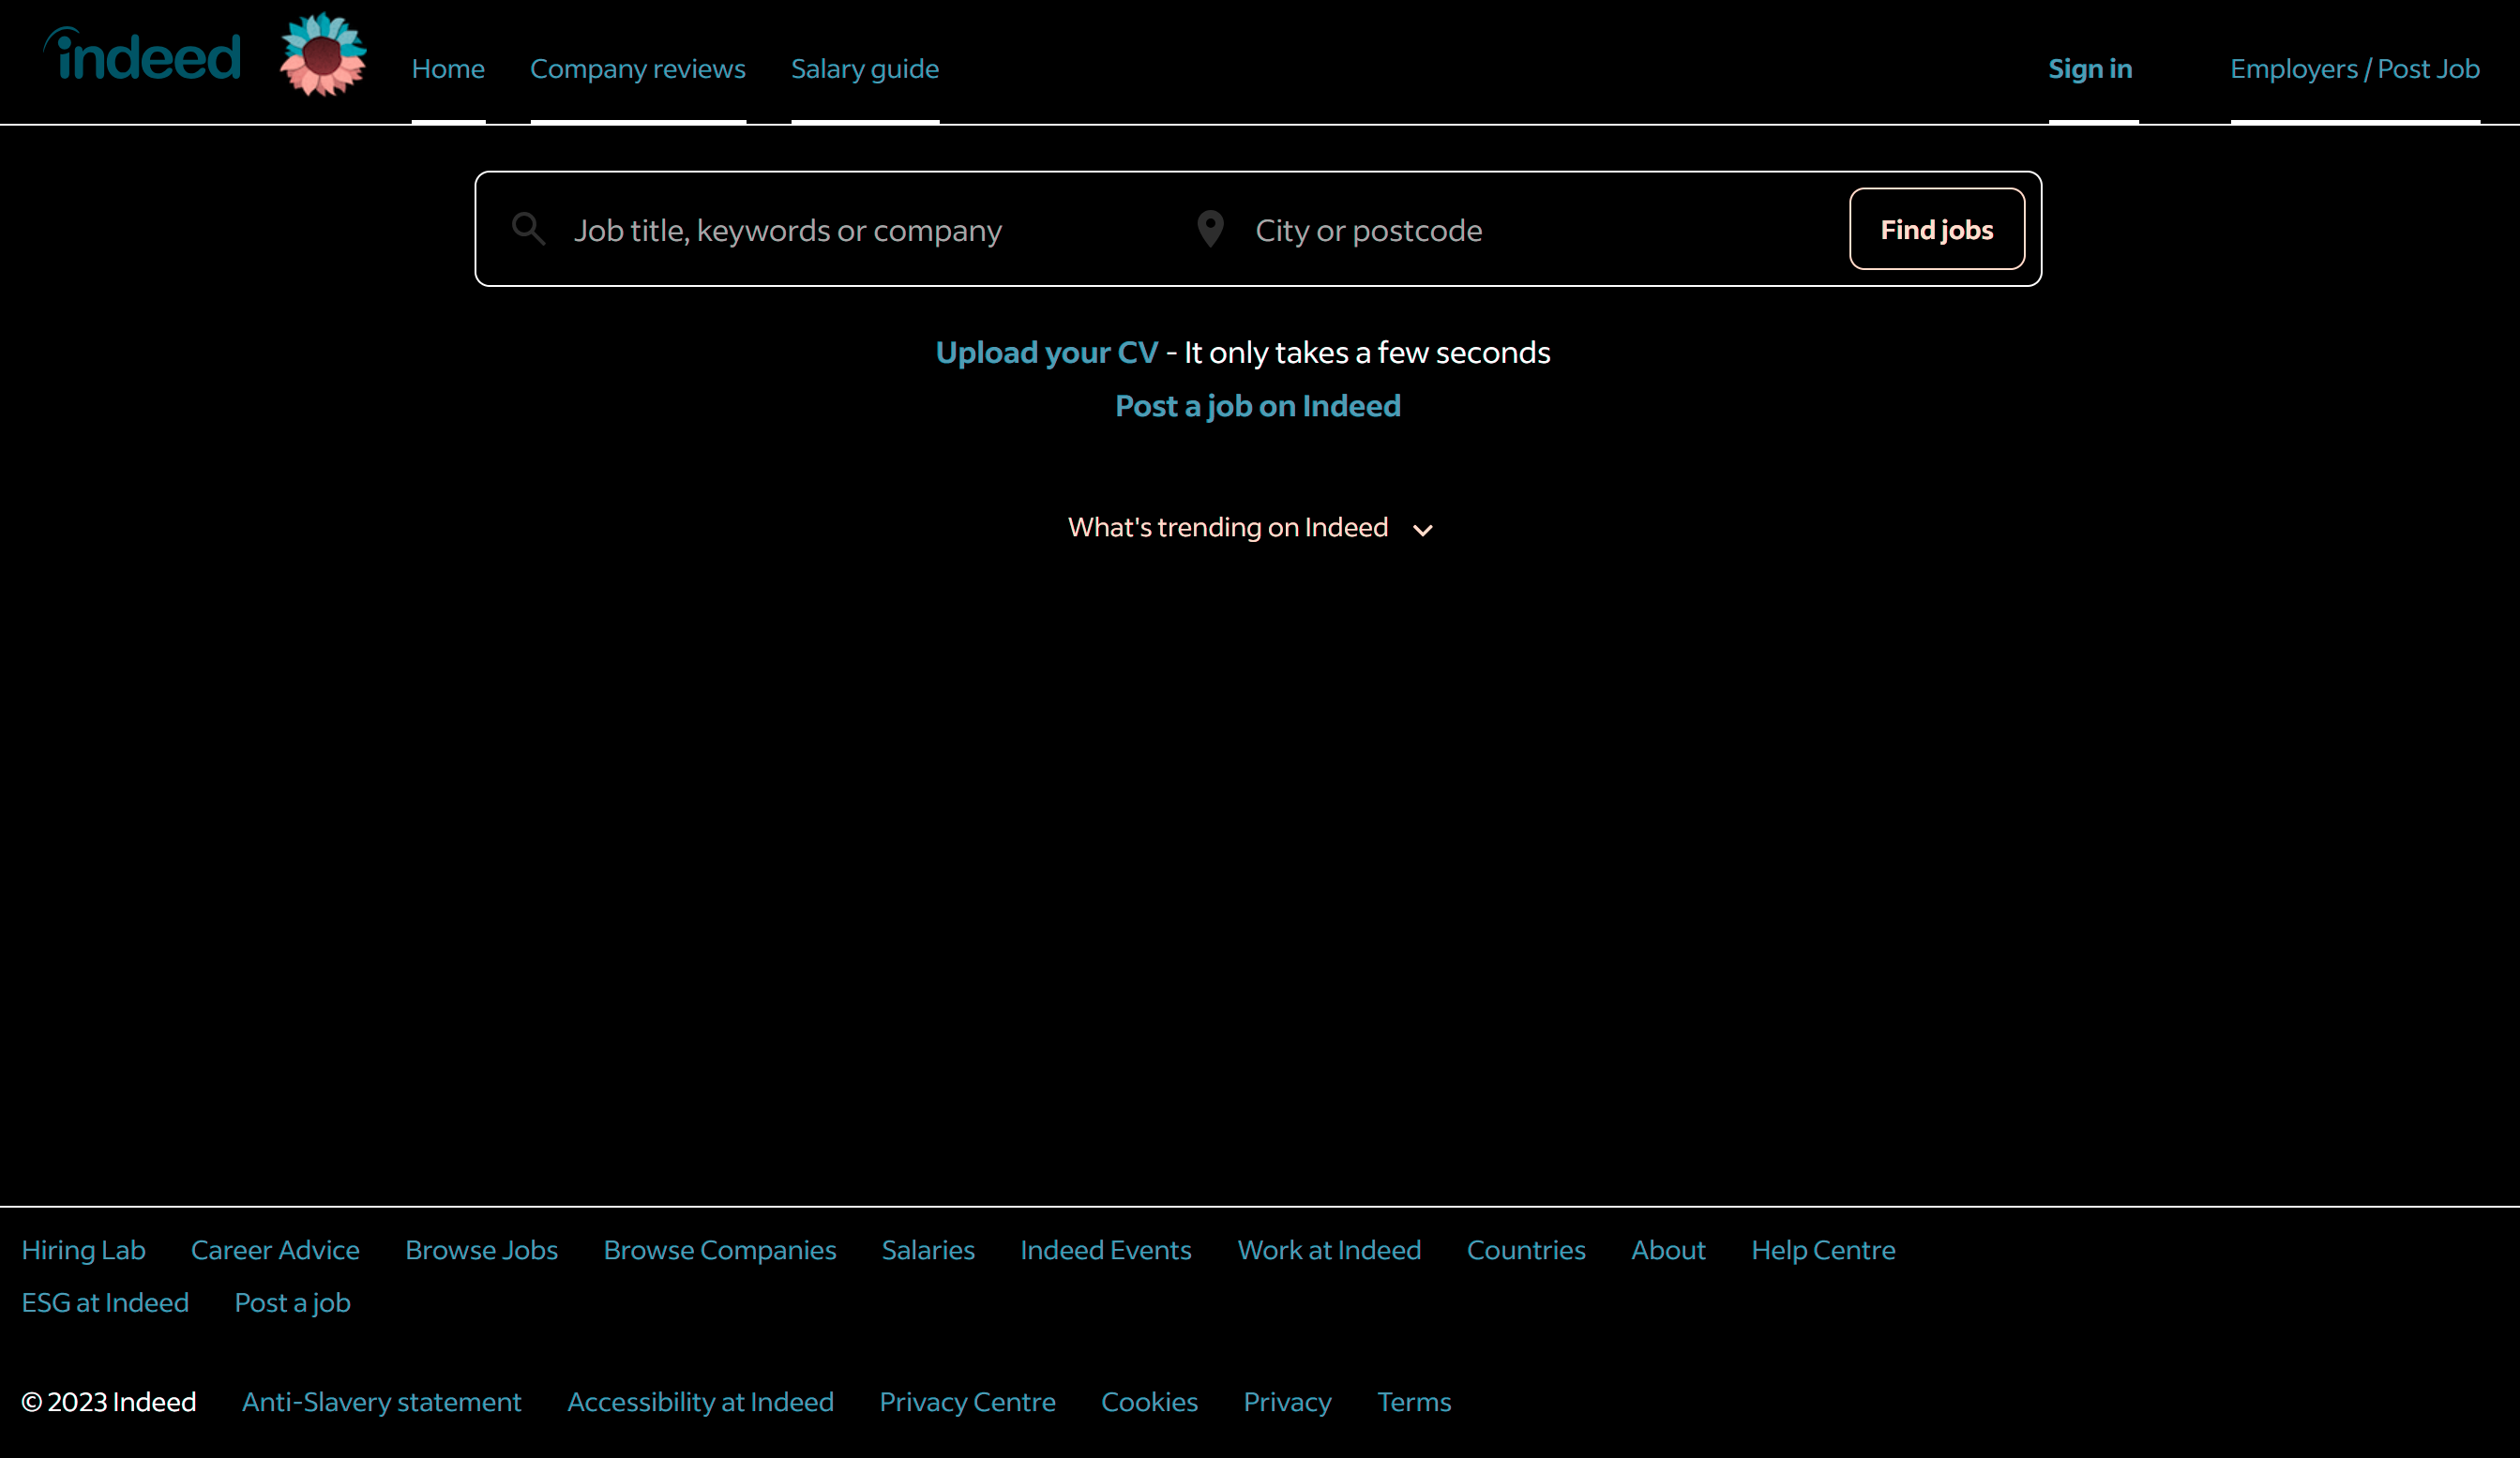 indeed Home Company reviews Salary guide Sign in Employers / Post Job
Job title, keywords or company City or postcode Find jobs
Upload your CV - It only takes a few seconds
Post a job on Indeed
What's trending on Indeed
Hiring Lab Career Advice Browse Jobs Browse Companies Salaries Indeed Events Work at Indeed Countries About Help Centre
ESG at Indeed Post a job
© 2023 Indeed Anti-Slavery statement Accessibility at Indeed Privacy Centre Cookies Privacy Terms